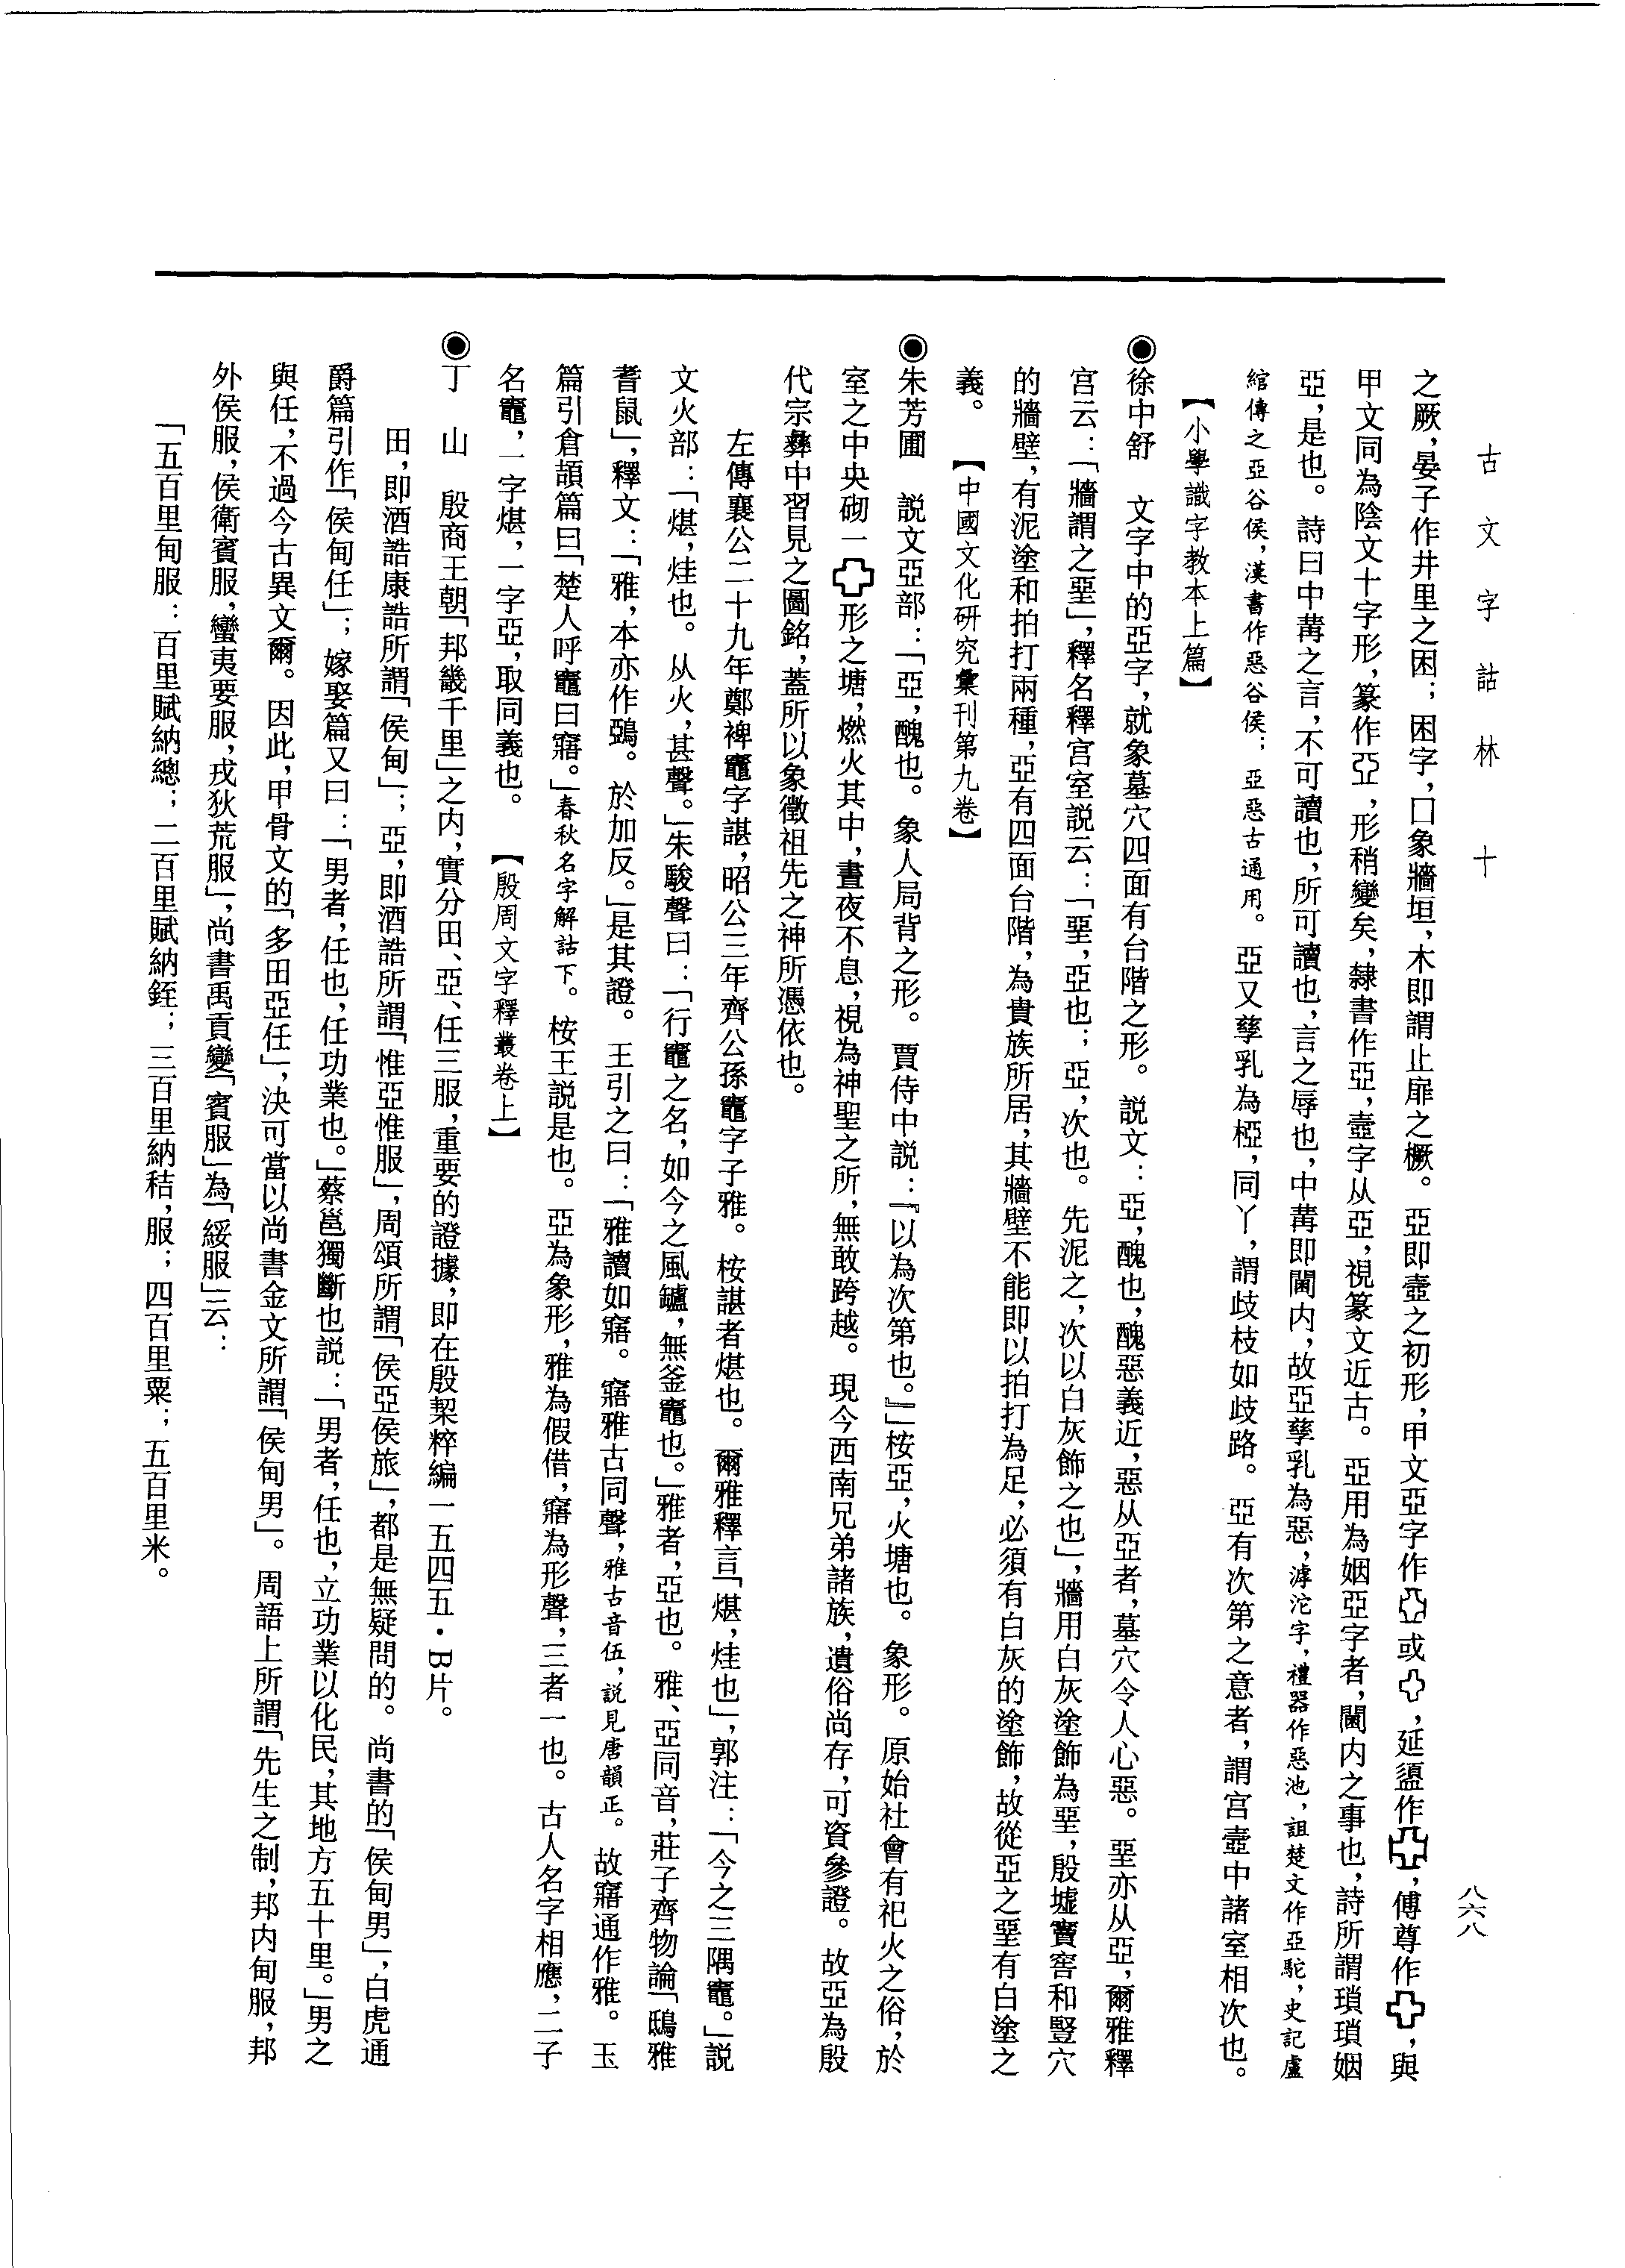 古文字詁林　十
八六八
之厥，晏子作井里之困；困字，囗象牆垣，木即謂止扉之橛。亞即壼之初形，甲文亞字作或，延盨作，傅尊作，與
甲文同為陰文十字形，篆作亞，形稍變矣，隸書作亞，壼字从亞，視篆文近古。亞用為姻亞字者，閫内之事也，詩所謂瑣瑣姻
亞，是也。詩曰中冓之言，不可讀也，所可讀也，言之辱也，中冓即閫内，故亞孳乳為惡，滹沱字，禮器作惡池，詛楚文作亞駝，史記盧
綰傳之亞谷侯，漢書作惡谷侯；亞惡古通用。亞又孳乳為椏，同丫，謂歧枝如歧路。亞有次第之意者，謂宫壼中諸室相次也。
【小學識字教本上篇】
◉徐中舒　文字中的亞字，就象墓穴四面有台階之形。説文：亞，醜也，醜惡義近，惡从亞者，墓穴令人心惡。堊亦从亞，爾雅釋
宫云：「牆謂之堊」，釋名釋宫室説云：「堊，亞也；亞，次也。先泥之，次以白灰飾之也」，牆用白灰塗飾為堊，殷墟竇窖和豎穴
的牆壁，有泥塗和拍打兩種，亞有四面台階，為貴族所居，其牆壁不能即以拍打為足，必須有白灰的塗飾，故從亞之堊有白塗之
義。　【中國文化研究彙刊第九卷】
◉朱芳圃　説文亞部：「亞，醜也。象人局背之形。賈侍中説：『以為次第也。』」桉亞，火塘也。象形。原始社會有祀火之俗，於
室之中央砌一形之塘，燃火其中，晝夜不息，視為神聖之所，無敢跨越。現今西南兄弟諸族，遺俗尚存，可資參證。故亞為殷
代宗彝中習見之圖銘，蓋所以象徵祖先之神所憑依也。
左傳襄公二十九年鄭裨竈字諶，昭公三年齊公孫竈字子雅。桉諶者煁也。爾雅釋言「煁，烓也」，郭注：「今之三隅竈。」説
文火部：「煁，烓也。从火，甚聲。」朱駿聲曰：「行竈之名，如今之風鑪，無釜竈也。」雅者，亞也。雅、亞同音，莊子齊物論「鴟雅
耆鼠」，釋文：「雅，本亦作鵶。於加反。」是其證。王引之曰：「雅讀如㝛。㝛雅古同聲，雅古音伍，説見唐韻正。故㝛通作雅。玉
篇引倉頡篇曰「楚人呼竈曰㝛。」春秋名字解詁下。桉王説是也。亞為象形，雅為假借，㝛為形聲，三者一也。古人名字相應，二子
名竈，一字煁，一字亞，取同義也。　【殷周文字釋叢卷上】
◉丁　山　殷商王朝「邦畿千里」之内，實分田、亞、任三服，重要的證據，即在殷栔粹編一五四五·B片。
田，即酒誥康誥所謂「侯甸」；亞，即酒誥所謂「惟亞惟服」，周頌所謂「侯亞侯旅」，都是無疑問的。尚書的「侯甸男」，白虎通
爵篇引作「侯甸任」；嫁娶篇又曰：「男者，任也，任功業也。」蔡邕獨斷也説：「男者，任也，立功業以化民，其地方五十里。」男之
與任，不過今古異文爾。因此，甲骨文的「多田亞任」，決可當以尚書金文所謂「侯甸男」。周語上所謂「先生之制，邦内甸服，邦
外侯服，侯衛賓服，蠻夷要服，戎狄荒服」，尚書禹貢變「賓服」為「綏服」云：
「五百里甸服：百里賦納總；二百里賦納銍；三百里納秸，服；四百里粟；五百里米。